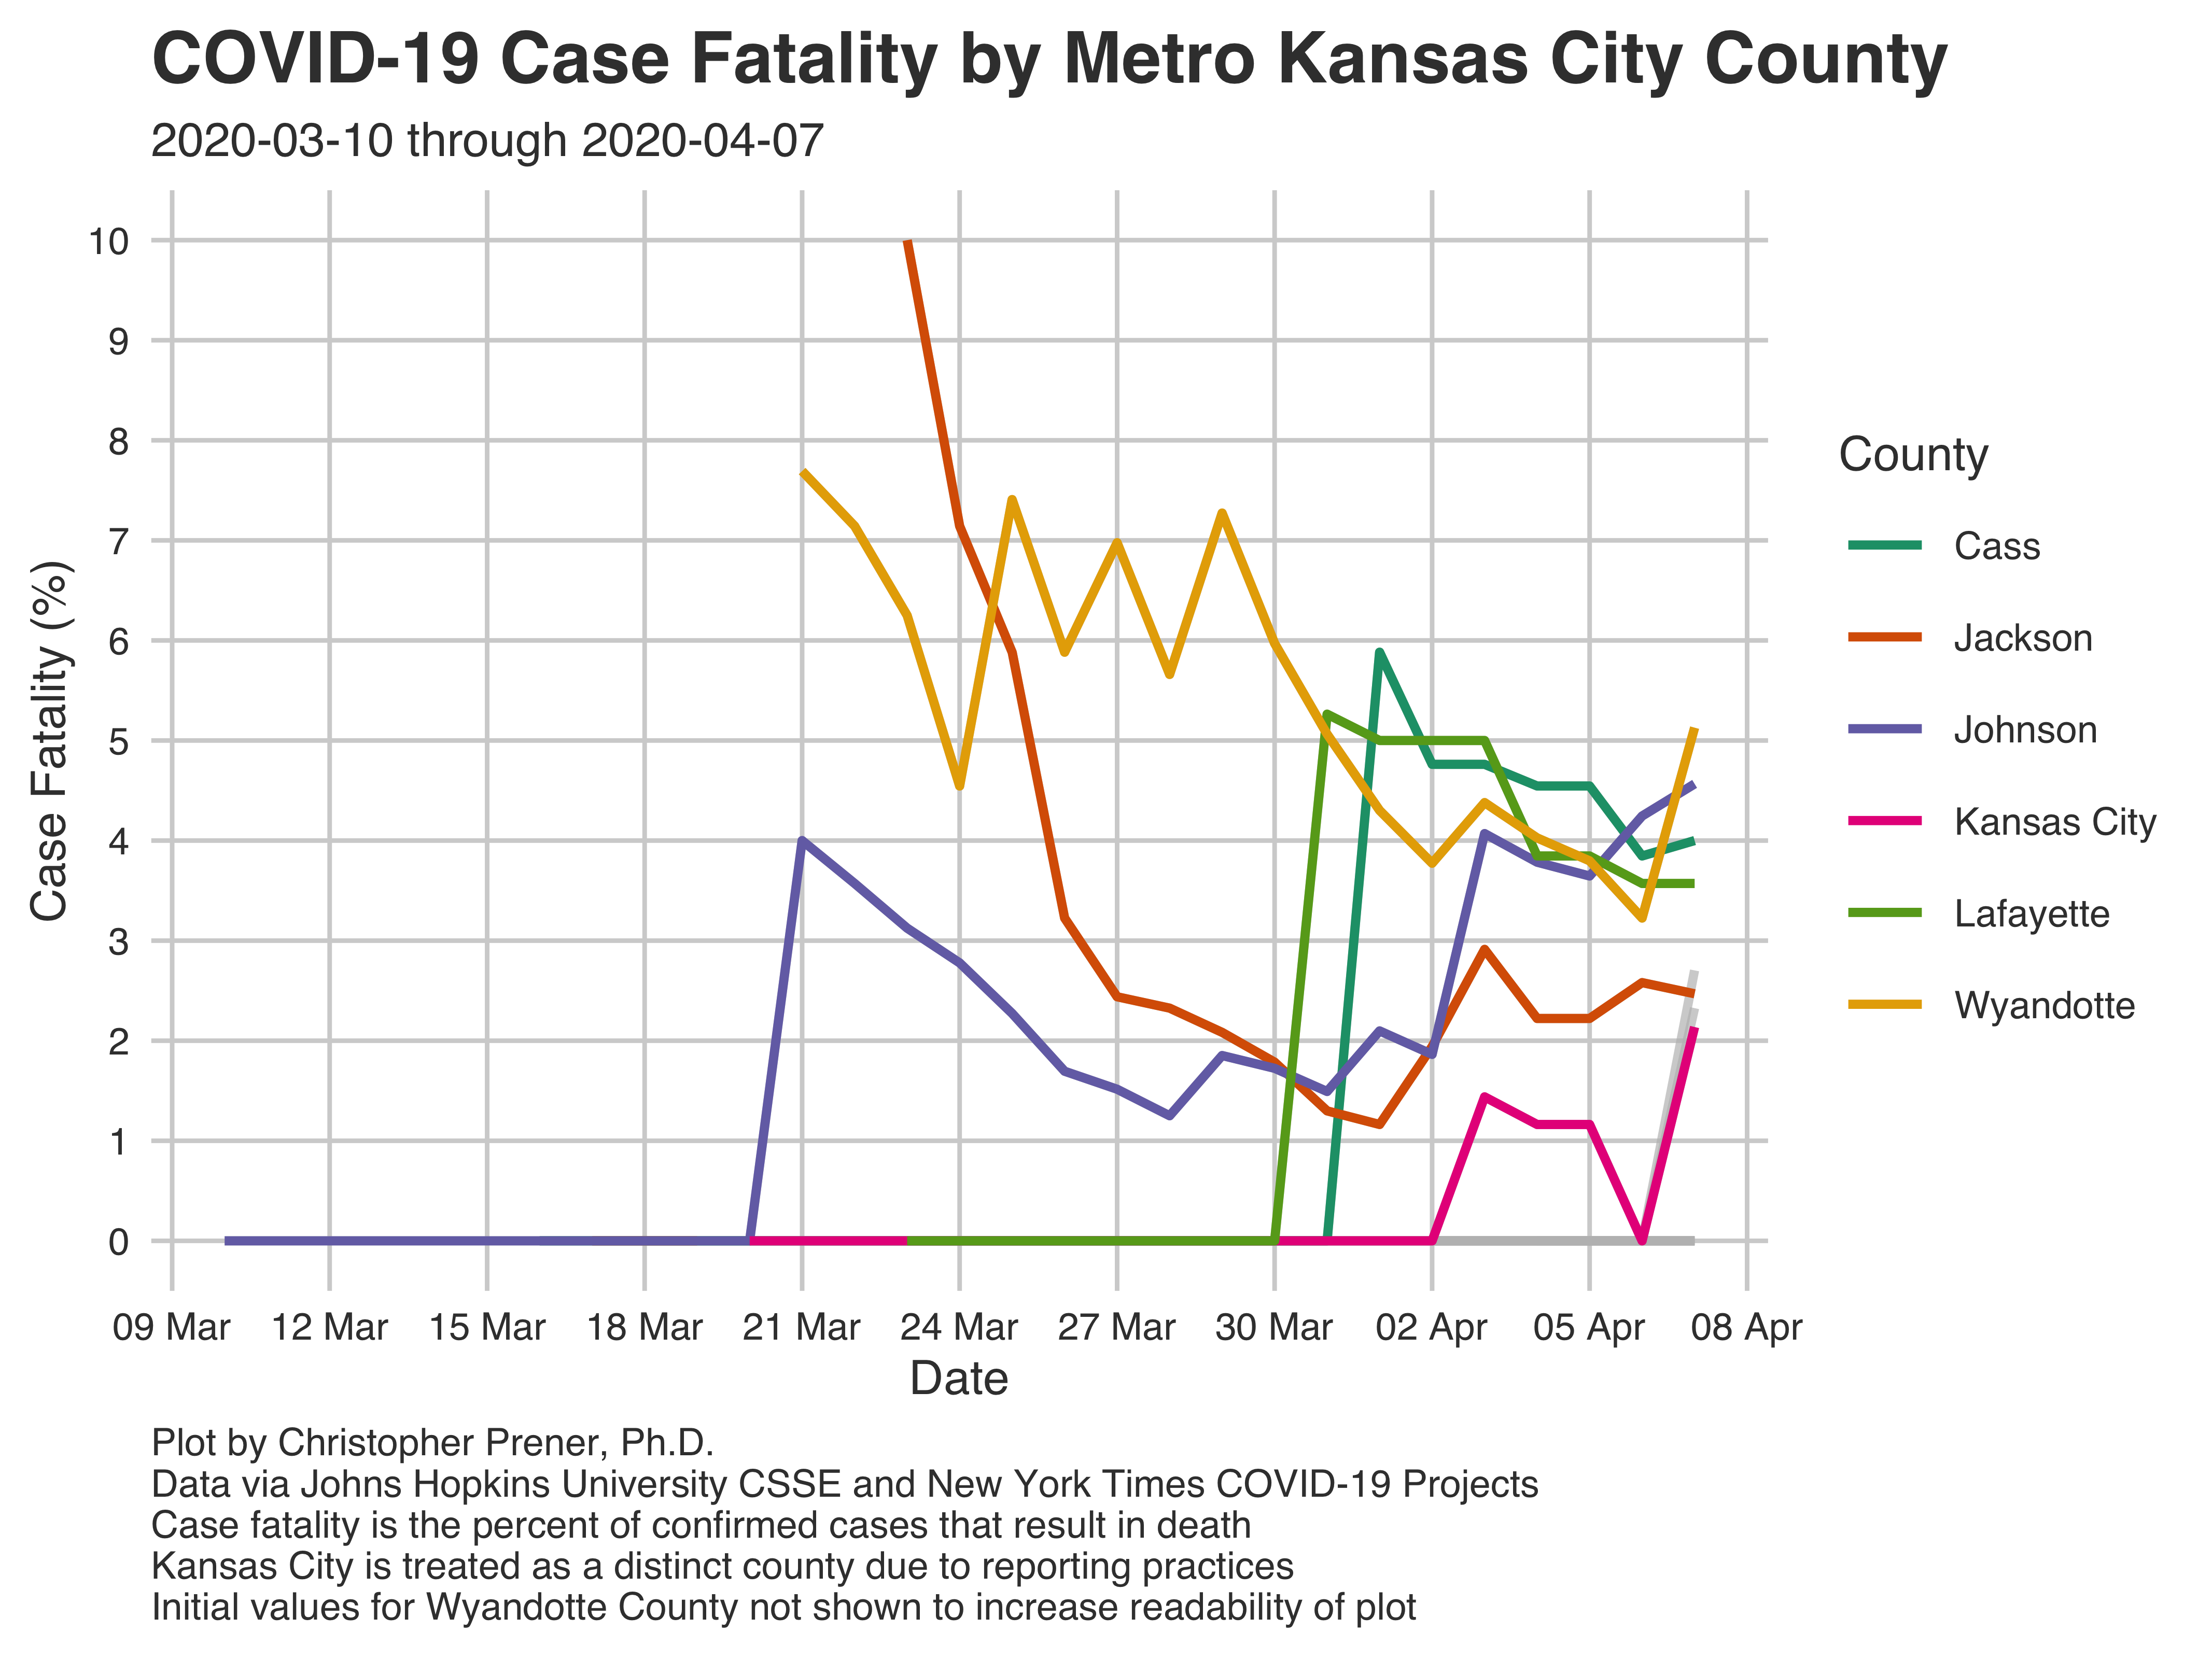 COVID-19 Case Fatality by Metro Kansas City County
2020-03-10 through 2020-04-07
10
9
8
7
6
5
4
3
2
1
0
Case Fatality (%)
09 Mar 12 Mar 15 Mar 18 Mar 21 Mar 24 Mar 27 Mar 30 Mar 02 Apr 05 Apr 08 Apr
Date
County
Cass
Jackson
Johnson
Kansas City
Lafayette
Wyandotte
Plot by Christopher Prener, Ph.D.
Data via Johns Hopkins University CSSE and New York Times COVID-19 Projects
Case fatality is the percent of confirmed cases that result in death
Kansas City is treated as a distinct county due to reporting practices
Initial values for Wyandotte County not shown to increase readability of plot